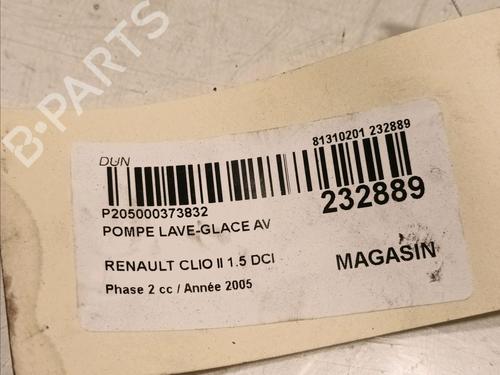 B-PARTS
81310201 232889
DUN
P205000373832
232889
POMPE LAVE-GLACE AV
RENAULT CLIO II 1.5 DCI
MAGASIN
Phase 2 cc / Année 2005